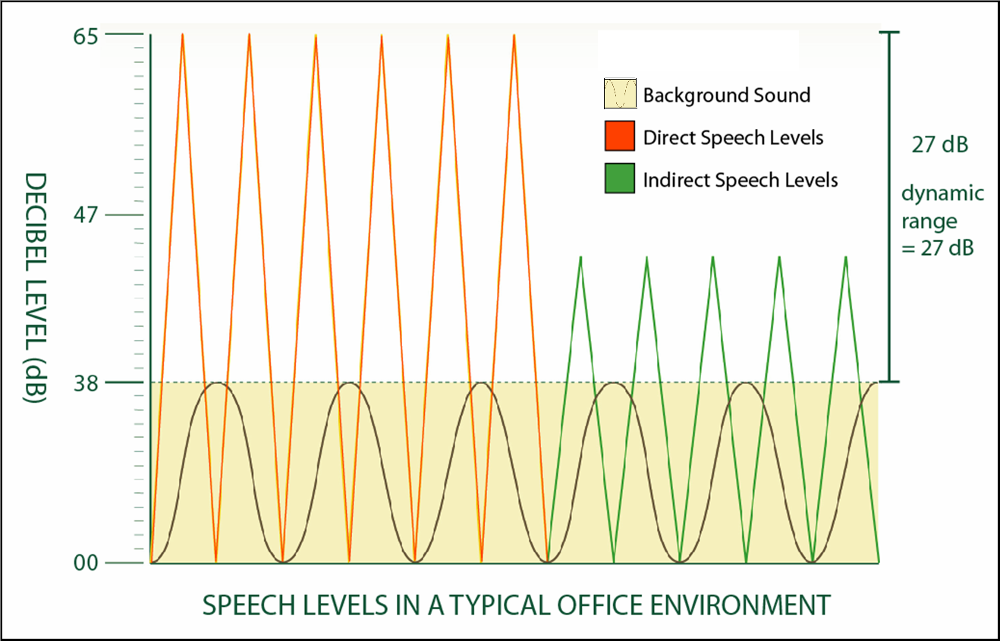 65
47
38
00
DECIBEL LEVEL (dB)
Background Sound
Direct Speech Levels
Indirect Speech Levels
27 dB
dynamic
range
= 27 dB
SPEECH LEVELS IN A TYPICAL OFFICE ENVIRONMENT